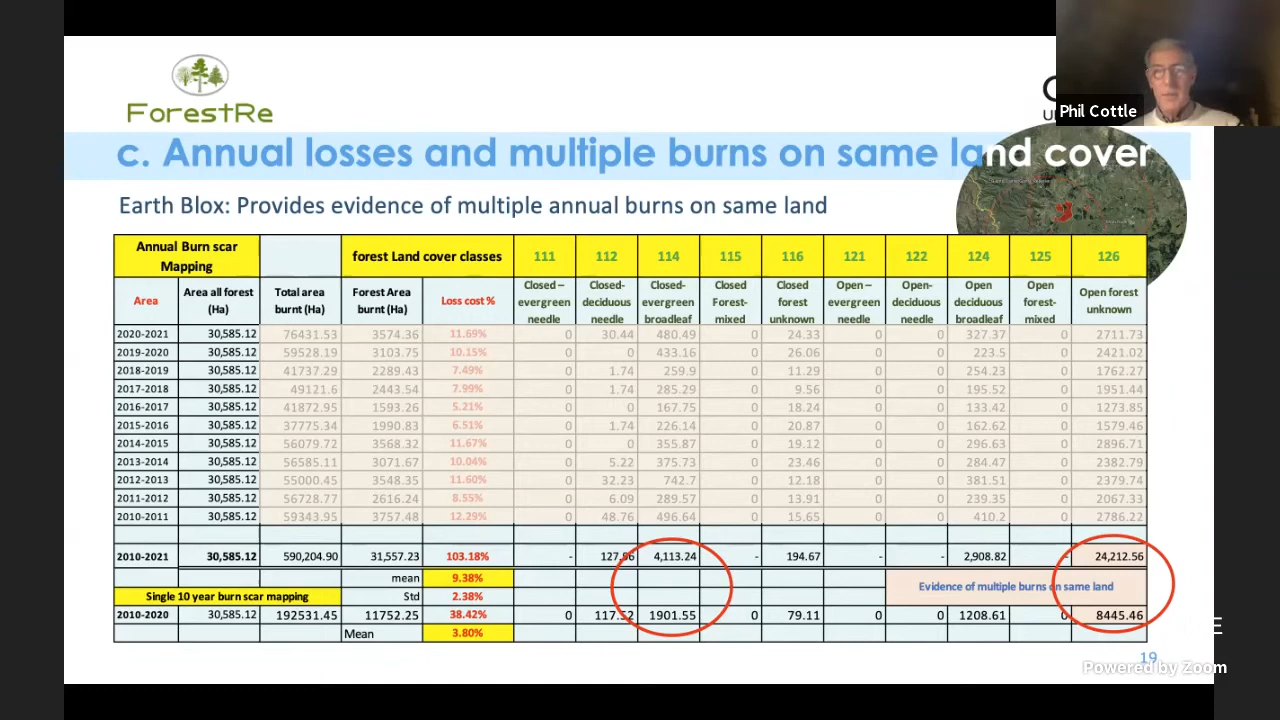 ForestRe
Phil Cottle
c. Annual losses and multiple burns on same land cover
Earth Blox: Provides evidence of multiple annual burns on same land
Annual Burn scar Mapping forest Land cover classes 111 112 114 115 116 121 122 124 125 126
Area Area all forest (Ha) Total area burnt (Ha) Forest Area burnt (Ha) Loss cost % Closed – evergreen needle Closed- deciduous needle Closed- evergreen broadleaf Closed Forest- mixed Closed forest unknown Open – evergreen needle Open- deciduous needle Open deciduous broadleaf Open forest- mixed Open forest unknown
2020-2021 30,585.12 76431.53 3574.36 11.69% 0 30.44 480.49 0 24.33 0 0 327.37 0 2711.73
2019-2020 30,585.12 59528.19 3103.75 10.15% 0 0 433.16 0 26.06 0 0 223.5 0 2421.02
2018-2019 30,585.12 41737.29 2289.43 7.49% 0 1.74 259.9 0 11.29 0 0 254.23 0 1762.27
2017-2018 30,585.12 49121.6 2443.54 7.99% 0 1.74 285.29 0 9.56 0 0 195.52 0 1951.44
2016-2017 30,585.12 41872.95 1593.26 5.21% 0 0 167.75 0 18.24 0 0 133.42 0 1273.85
2015-2016 30,585.12 37775.34 1990.83 6.51% 0 1.74 226.14 0 20.87 0 0 162.62 0 1579.46
2014-2015 30,585.12 56079.72 3568.32 11.67% 0 0 355.87 0 19.12 0 0 296.63 0 2896.71
2013-2014 30,585.12 56585.11 3071.67 10.04% 0 5.22 375.73 0 23.46 0 0 284.47 0 2382.79
2012-2013 30,585.12 55000.45 3548.35 11.60% 0 32.23 742.7 0 12.18 0 0 381.51 0 2379.74
2011-2012 30,585.12 56728.77 2616.24 8.55% 0 6.09 289.57 0 13.91 0 0 239.35 0 2067.33
2010-2011 30,585.12 59343.95 3757.48 12.29% 0 48.76 496.64 0 15.65 0 0 410.2 0 2786.22
2010-2021 30,585.12 590,204.90 31,557.23 103.18% - 127.86 4,113.24 - 194.67 - - 2,908.82 - 24,212.56
mean 9.38% Evidence of multiple burns on same land
Single 10 year burn scar mapping Std 2.38%
2010-2020 30,585.12 192531.45 11752.25 38.42% 0 117.52 1901.55 0 79.11 0 0 1208.61 0 8445.46
Mean 3.80%
19
Powered by Zoom